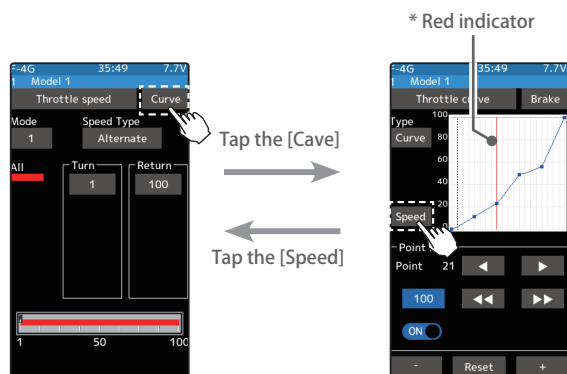 * Red indicator
F-4G 35:49 7.7V
1 Model 1
Throttle speed Curve
Mode Speed Type
1 Alternate
All
Turn Return
1 100
1 50 100
Tap the [Cave]
Tap the [Speed]
F-4G 35:49 7.7V
1 Model 1
Throttle curve Brake
Type
Curve
100
80
60
40
20
0
Speed
Point
Point 21 ◀ ▶
100 ◀◀ ▶▶
ON
- Reset +